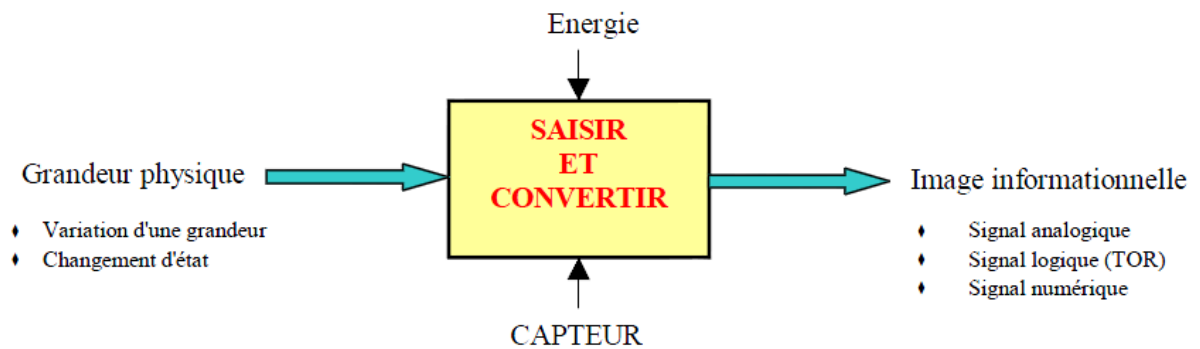 Energie
SAISIR
ET
CONVERTIR
Grandeur physique
♦ Variation d'une grandeur
♦ Changement d'état
Image informationnelle
♦ Signal analogique
♦ Signal logique (TOR)
♦ Signal numérique
CAPTEUR